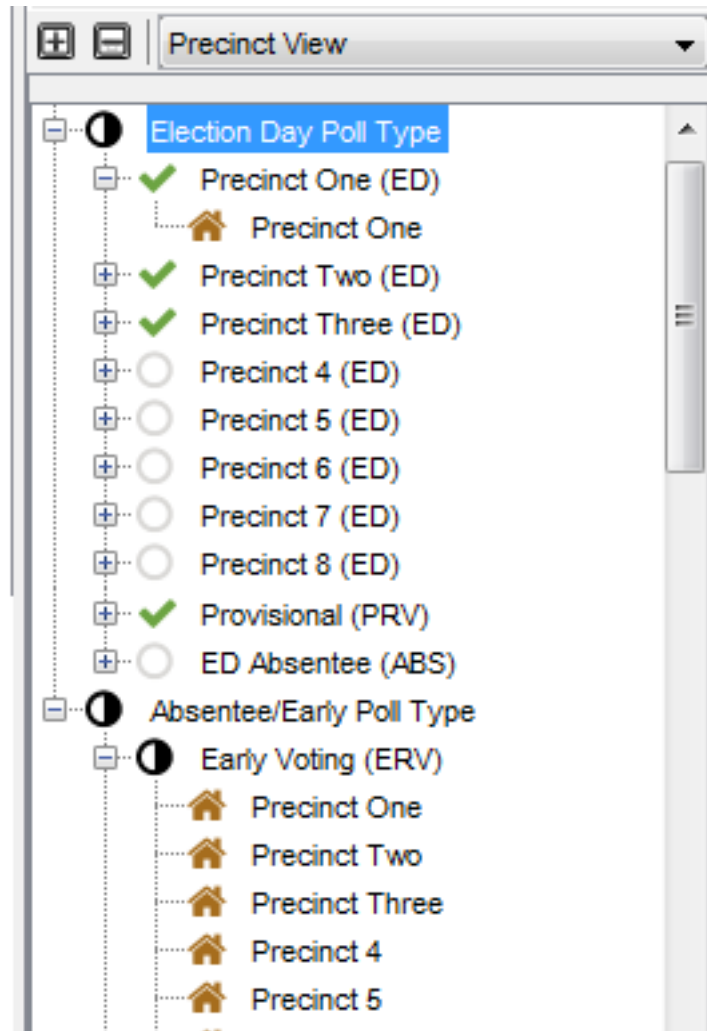 Precinct View
Election Day Poll Type
Precinct One (ED)
Precinct One
Precinct Two (ED)
Precinct Three (ED)
Precinct 4 (ED)
Precinct 5 (ED)
Precinct 6 (ED)
Precinct 7 (ED)
Precinct 8 (ED)
Provisional (PRV)
ED Absentee (ABS)
Absentee/Early Poll Type
Early Voting (ERV)
Precinct One
Precinct Two
Precinct Three
Precinct 4
Precinct 5